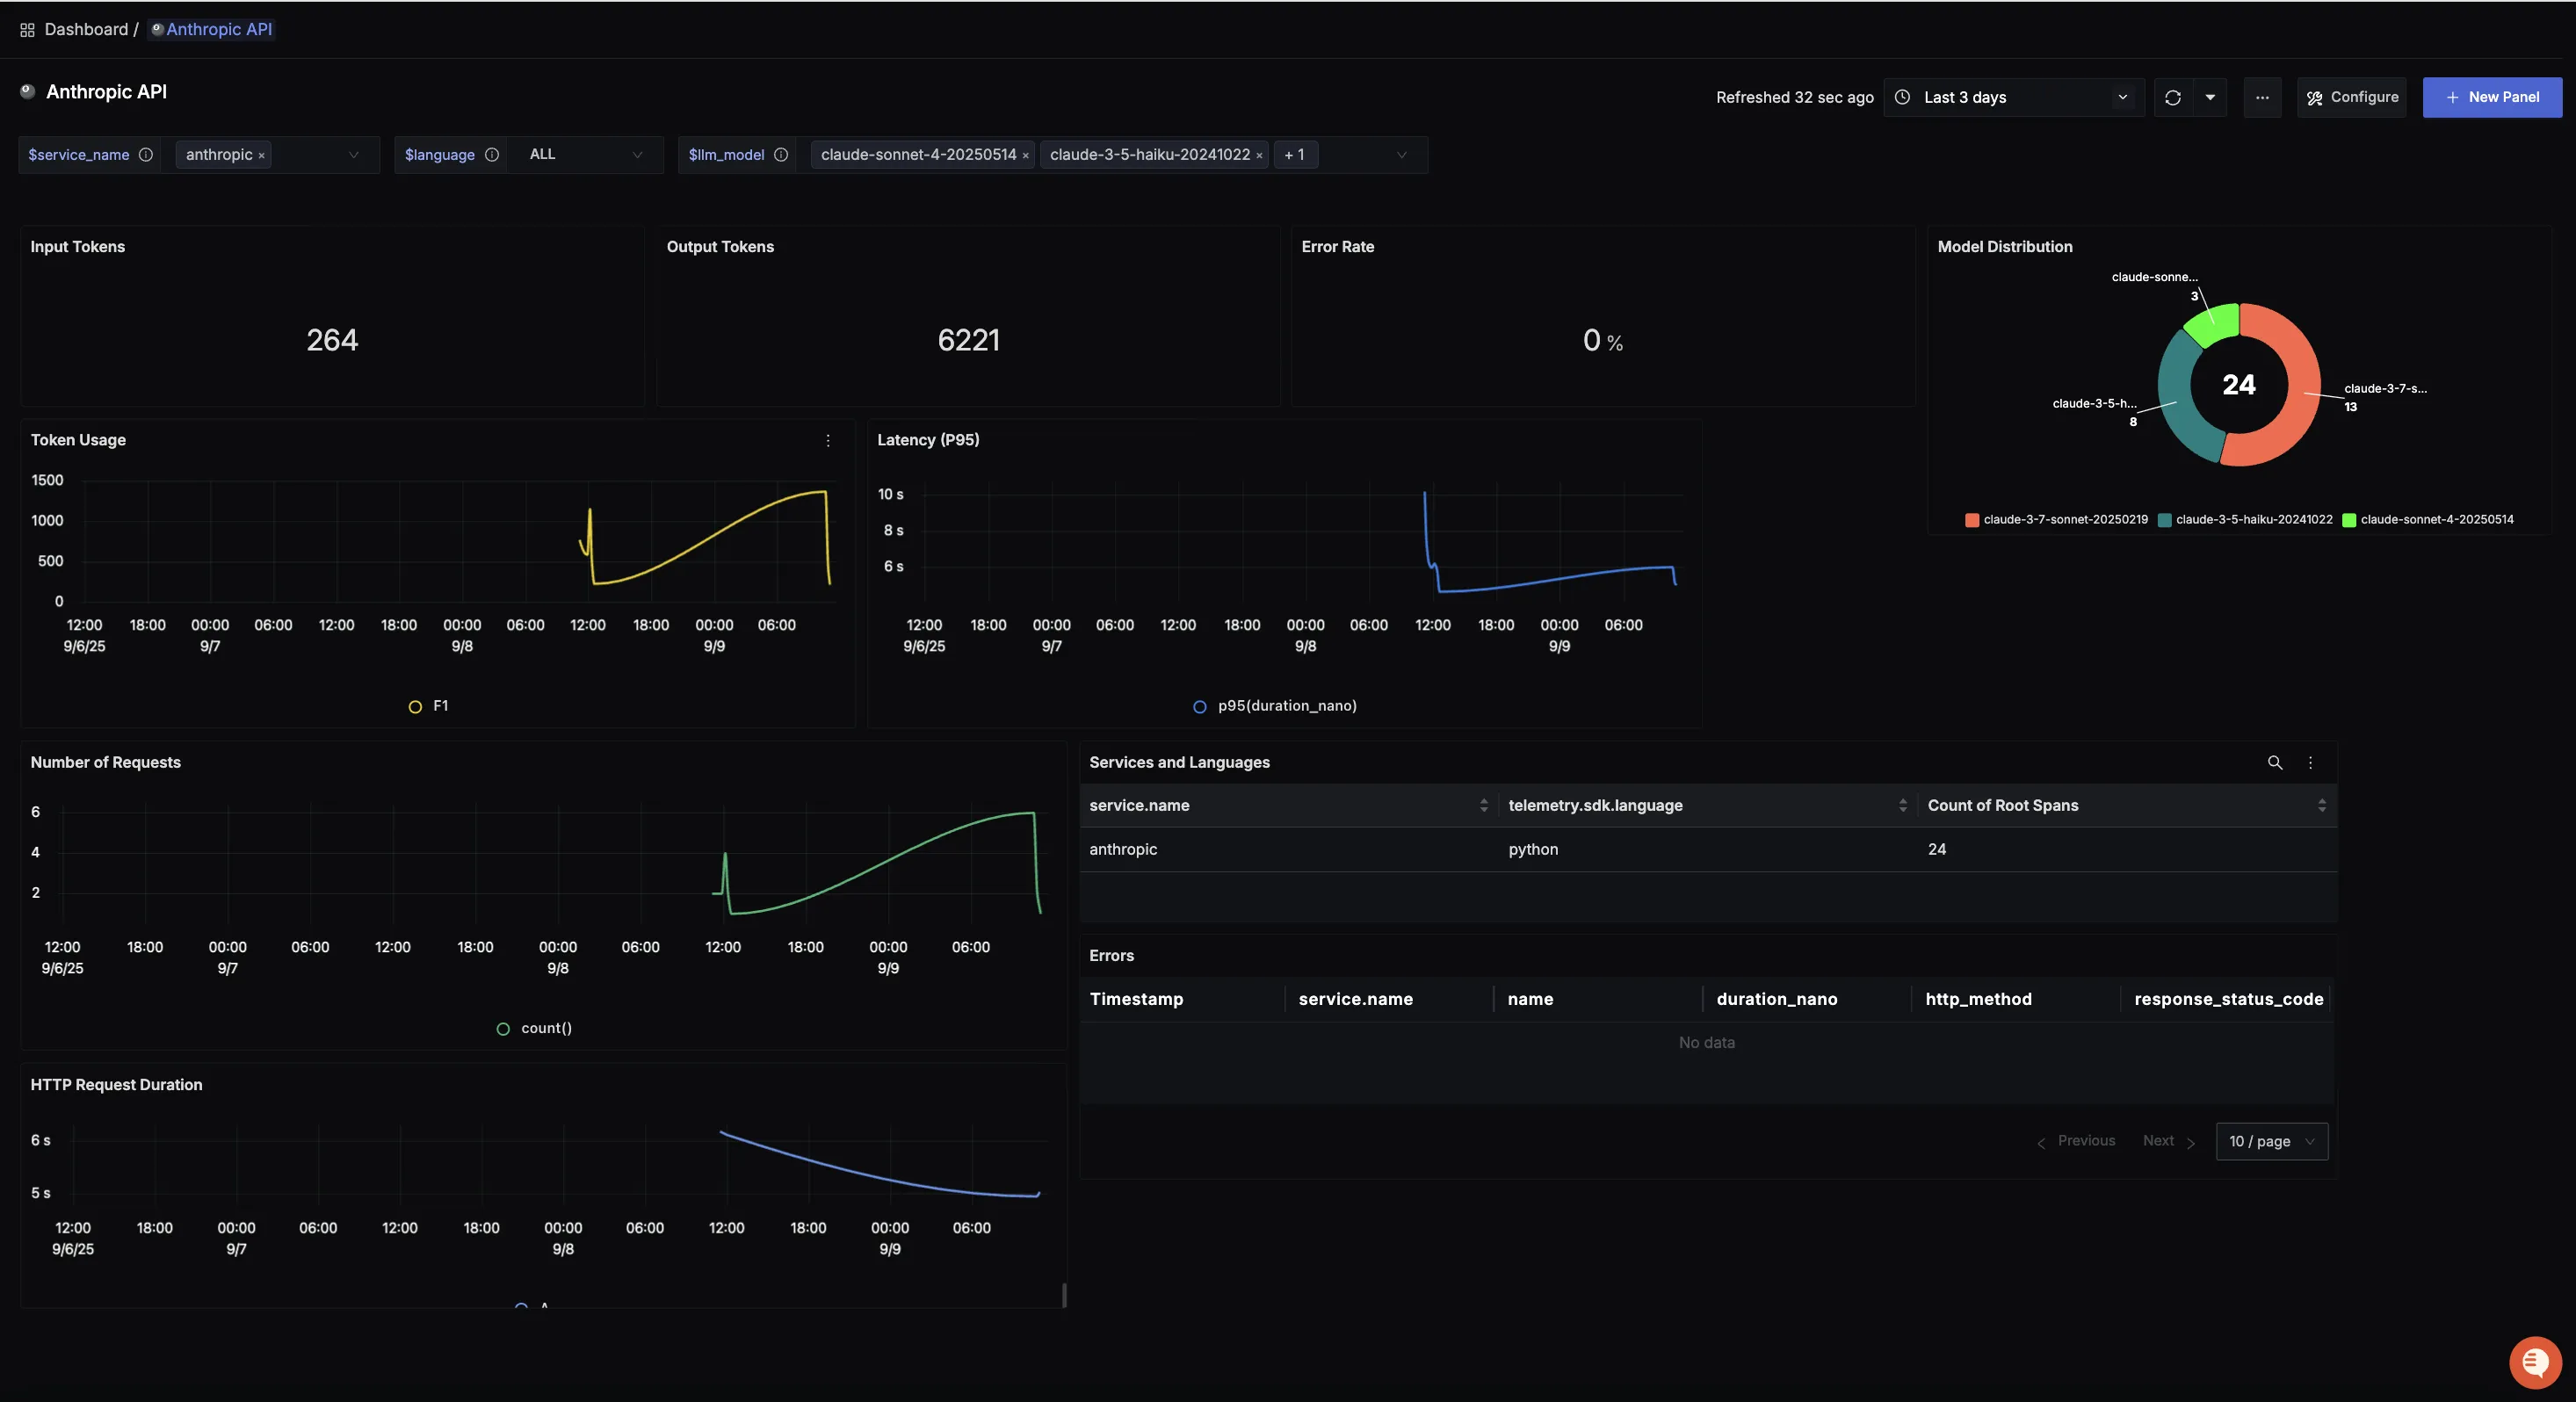 Dashboard / Anthropic API
Anthropic API
Refreshed 32 sec ago
Last 3 days
Configure
+ New Panel
$service_name
anthropic ×
$language
ALL
$llm_model
claude-sonnet-4-20250514 ×
claude-3-5-haiku-20241022 ×
+ 1
Input Tokens
264
Output Tokens
6221
Error Rate
0 %
Model Distribution
claude-sonne...
3
24
claude-3-7-s...
13
claude-3-5-h...
8
claude-3-7-sonnet-20250219 claude-3-5-haiku-20241022 claude-sonnet-4-20250514
Token Usage
1500
1000
500
0
12:00 18:00 00:00 06:00 12:00 18:00 00:00 06:00 12:00 18:00 00:00 06:00
9/6/25 9/7 9/8 9/9
F1
Latency (P95)
10 s
8 s
6 s
12:00 18:00 00:00 06:00 12:00 18:00 00:00 06:00 12:00 18:00 00:00 06:00
9/6/25 9/7 9/8 9/9
p95(duration_nano)
Number of Requests
6
4
2
12:00 18:00 00:00 06:00 12:00 18:00 00:00 06:00 12:00 18:00 00:00 06:00
9/6/25 9/7 9/8 9/9
count()
Services and Languages
service.name telemetry.sdk.language Count of Root Spans
anthropic python 24
Errors
Timestamp service.name name duration_nano http_method response_status_code
No data
Previous Next 10 / page
HTTP Request Duration
6 s
5 s
12:00 18:00 00:00 06:00 12:00 18:00 00:00 06:00 12:00 18:00 00:00 06:00
9/6/25 9/7 9/8 9/9